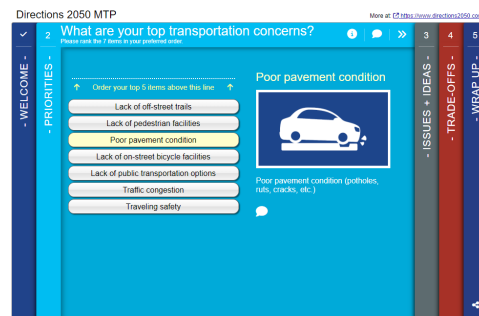 Directions 2050 MTP
More at: https://www.directions2050.com
✓
- WELCOME -
2
- PRIORITIES -
What are your top transportation concerns?
Please rank the 7 items in your preferred order.
Order your top 5 items above this line
Lack of off-street trails
Lack of pedestrian facilities
Poor pavement condition
Lack of on-street bicycle facilities
Lack of public transportation options
Traffic congestion
Traveling safety
Poor pavement condition
Poor pavement condition (potholes,
ruts, cracks, etc.)
3
- ISSUES + IDEAS -
4
- TRADE-OFFS -
5
- WRAP UP -